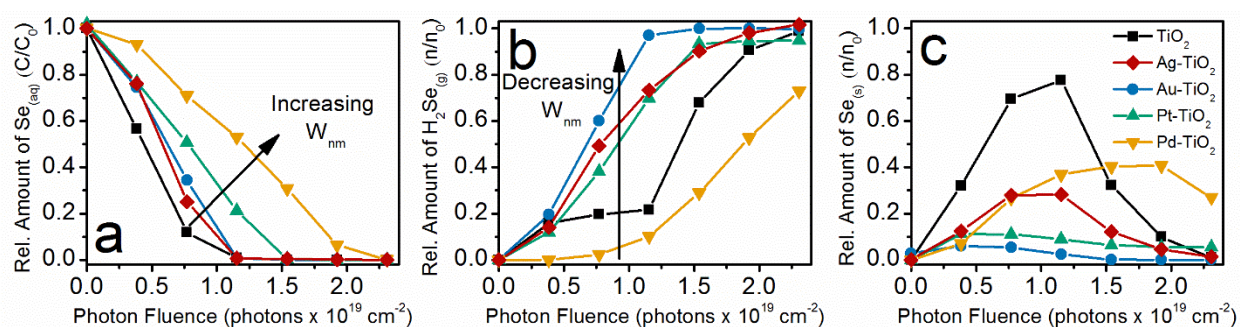 Rel. Amount of Se(aq) (C/C0)
1.0
0.8
0.6
0.4
0.2
0.0
a
Increasing
Wnm
0.0 0.5 1.0 1.5 2.0
Photon Fluence (photons x 10^19 cm^-2)
Rel. Amount of H2Se(g) (n/n0)
1.0
0.8
0.6
0.4
0.2
0.0
b
Decreasing
Wnm
0.0 0.5 1.0 1.5 2.0
Photon Fluence (photons x 10^19 cm^-2)
Rel. Amount of Se(s) (n/n0)
1.0
0.8
0.6
0.4
0.2
0.0
c
TiO2
Ag-TiO2
Au-TiO2
Pt-TiO2
Pd-TiO2
0.0 0.5 1.0 1.5 2.0
Photon Fluence (photons x 10^19 cm^-2)